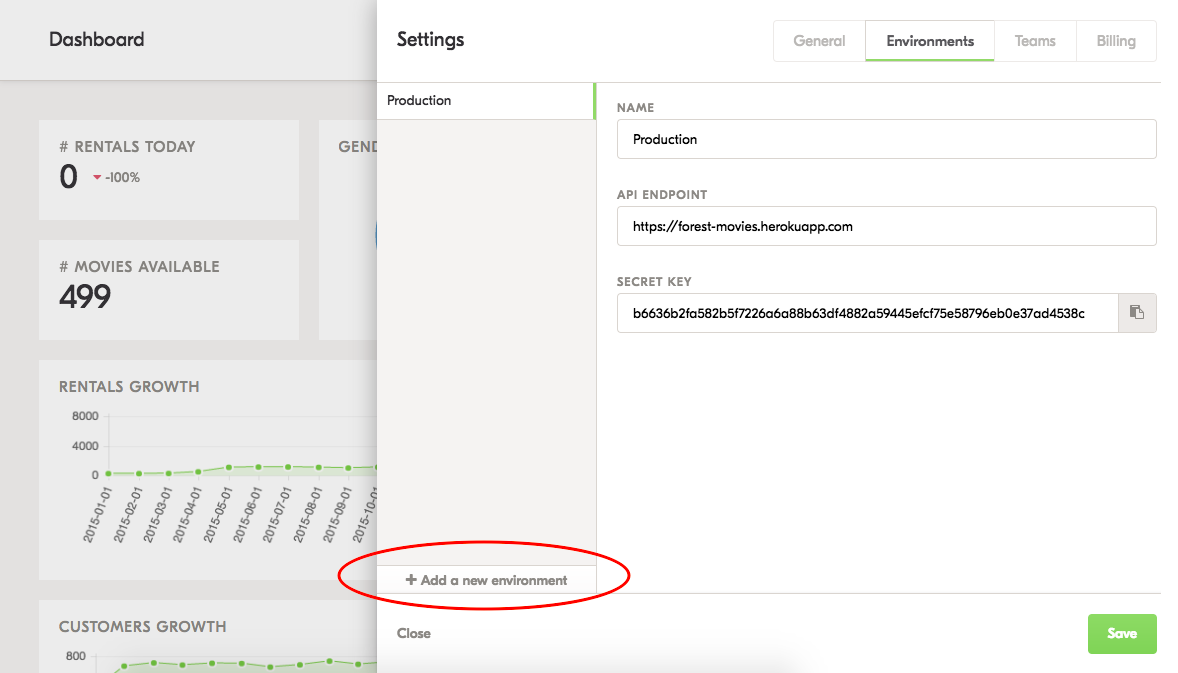 Dashboard
Settings
General
Environments
Teams
Billing
Production
NAME
Production
# RENTALS TODAY
0
-100%
GEND
API ENDPOINT
https://forest-movies.herokuapp.com
# MOVIES AVAILABLE
499
SECRET KEY
b6636b2fa582b5f7226a6a88b63df4882a59445efcf75e58796eb0e37ad4538c
RENTALS GROWTH
8000
4000
0
2015-01-01
2015-02-01
2015-03-01
2015-04-01
2015-05-01
2015-06-01
2015-07-01
2015-08-01
2015-09-01
2015-10-01
+ Add a new environment
CUSTOMERS GROWTH
800
Close
Save